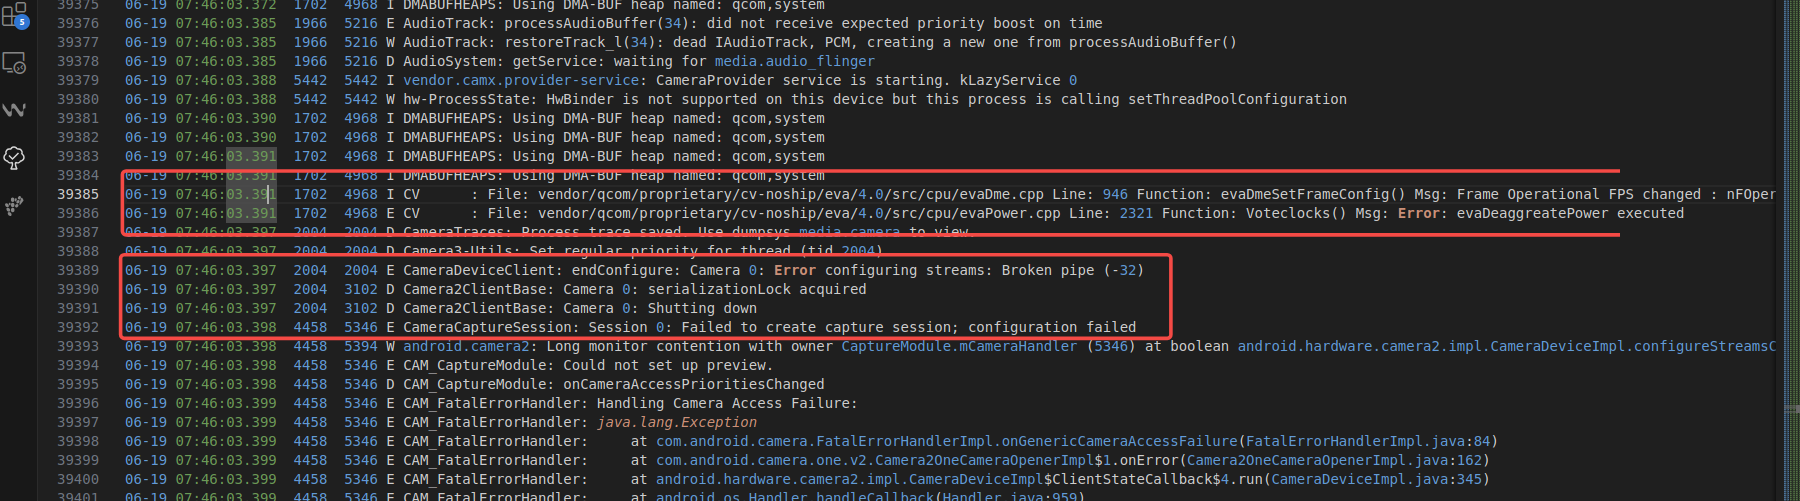 5
39375 06-19 07:46:03.372 1702 4968 I DMABUFHEAPS: Using DMA-BUF heap named: qcom,system
39376 06-19 07:46:03.385 1966 5216 E AudioTrack: processAudioBuffer(34): did not receive expected priority boost on time
39377 06-19 07:46:03.385 1966 5216 W AudioTrack: restoreTrack_l(34): dead IAudioTrack, PCM, creating a new one from processAudioBuffer()
39378 06-19 07:46:03.385 1966 5216 D AudioSystem: getService: waiting for media.audio_flinger
39379 06-19 07:46:03.388 5442 5442 I vendor.camx.provider-service: CameraProvider service is starting. kLazyService 0
39380 06-19 07:46:03.388 5442 5442 W hw-ProcessState: HwBinder is not supported on this device but this process is calling setThreadPoolConfiguration
39381 06-19 07:46:03.390 1702 4968 I DMABUFHEAPS: Using DMA-BUF heap named: qcom,system
39382 06-19 07:46:03.390 1702 4968 I DMABUFHEAPS: Using DMA-BUF heap named: qcom,system
39383 06-19 07:46:03.391 1702 4968 I DMABUFHEAPS: Using DMA-BUF heap named: qcom,system
39384 06-19 07:46:03.391 1702 4968 I DMABUFHEAPS: Using DMA-BUF heap named: qcom,system
39385 06-19 07:46:03.391 1702 4968 I CV : File: vendor/qcom/proprietary/cv-noship/eva/4.0/src/cpu/evaDme.cpp Line: 946 Function: evaDmeSetFrameConfig() Msg: Frame Operational FPS changed : nFOper
39386 06-19 07:46:03.391 1702 4968 E CV : File: vendor/qcom/proprietary/cv-noship/eva/4.0/src/cpu/evaPower.cpp Line: 2321 Function: Voteclocks() Msg: Error: evaDeaggreatePower executed
39387 06-19 07:46:03.397 2004 2004 D CameraTraces: Process trace saved. Use dumpsys media.camera to view.
39388 06-19 07:46:03.397 2004 2004 D Camera3-Utils: Set regular priority for thread (tid 2004)
39389 06-19 07:46:03.397 2004 2004 E CameraDeviceClient: endConfigure: Camera 0: Error configuring streams: Broken pipe (-32)
39390 06-19 07:46:03.397 2004 3102 D Camera2ClientBase: Camera 0: serializationLock acquired
39391 06-19 07:46:03.397 2004 3102 D Camera2ClientBase: Camera 0: Shutting down
39392 06-19 07:46:03.398 4458 5346 E CameraCaptureSession: Session 0: Failed to create capture session; configuration failed
39393 06-19 07:46:03.398 4458 5394 W android.camera2: Long monitor contention with owner CaptureModule.mCameraHandler (5346) at boolean android.hardware.camera2.impl.CameraDeviceImpl.configureStreamsC
39394 06-19 07:46:03.398 4458 5346 E CAM_CaptureModule: Could not set up preview.
39395 06-19 07:46:03.398 4458 5346 D CAM_CaptureModule: onCameraAccessPrioritiesChanged
39396 06-19 07:46:03.399 4458 5346 E CAM_FatalErrorHandler: Handling Camera Access Failure:
39397 06-19 07:46:03.399 4458 5346 E CAM_FatalErrorHandler: java.lang.Exception
39398 06-19 07:46:03.399 4458 5346 E CAM_FatalErrorHandler: at com.android.camera.FatalErrorHandlerImpl.onGenericCameraAccessFailure(FatalErrorHandlerImpl.java:84)
39399 06-19 07:46:03.399 4458 5346 E CAM_FatalErrorHandler: at com.android.camera.one.v2.Camera2OneCameraOpenerImpl$1.onError(Camera2OneCameraOpenerImpl.java:162)
39400 06-19 07:46:03.399 4458 5346 E CAM_FatalErrorHandler: at android.hardware.camera2.impl.CameraDeviceImpl$ClientStateCallback$4.run(CameraDeviceImpl.java:345)
39401 06-19 07:46:03.399 4458 5346 E CAM_FatalErrorHandler: at android.os.Handler.handleCallback(Handler.java:959)